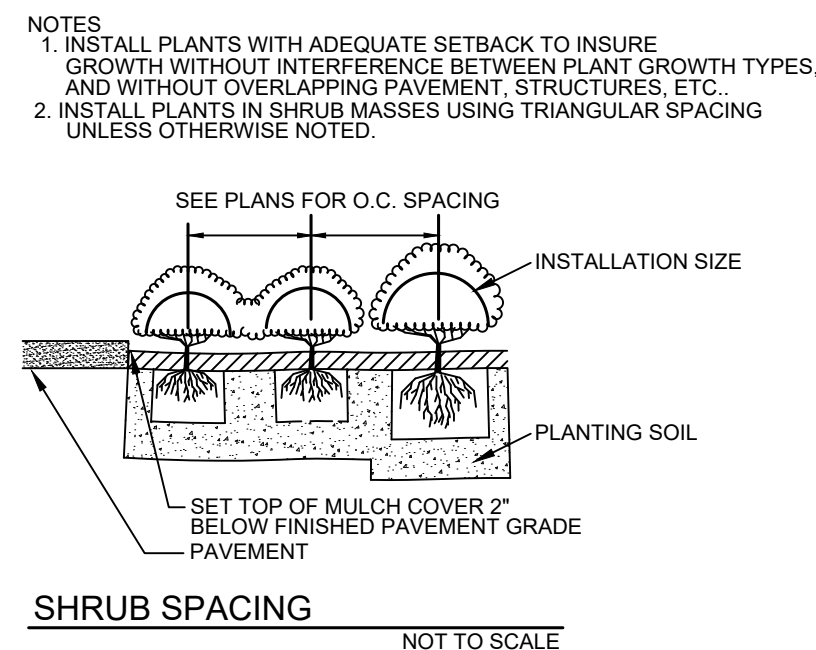 NOTES
1. INSTALL PLANTS WITH ADEQUATE SETBACK TO INSURE
GROWTH WITHOUT INTERFERENCE BETWEEN PLANT GROWTH TYPES,
AND WITHOUT OVERLAPPING PAVEMENT, STRUCTURES, ETC..
2. INSTALL PLANTS IN SHRUB MASSES USING TRIANGULAR SPACING
UNLESS OTHERWISE NOTED.
SEE PLANS FOR O.C. SPACING
INSTALLATION SIZE
PLANTING SOIL
SET TOP OF MULCH COVER 2"
BELOW FINISHED PAVEMENT GRADE
PAVEMENT
SHRUB SPACING
NOT TO SCALE